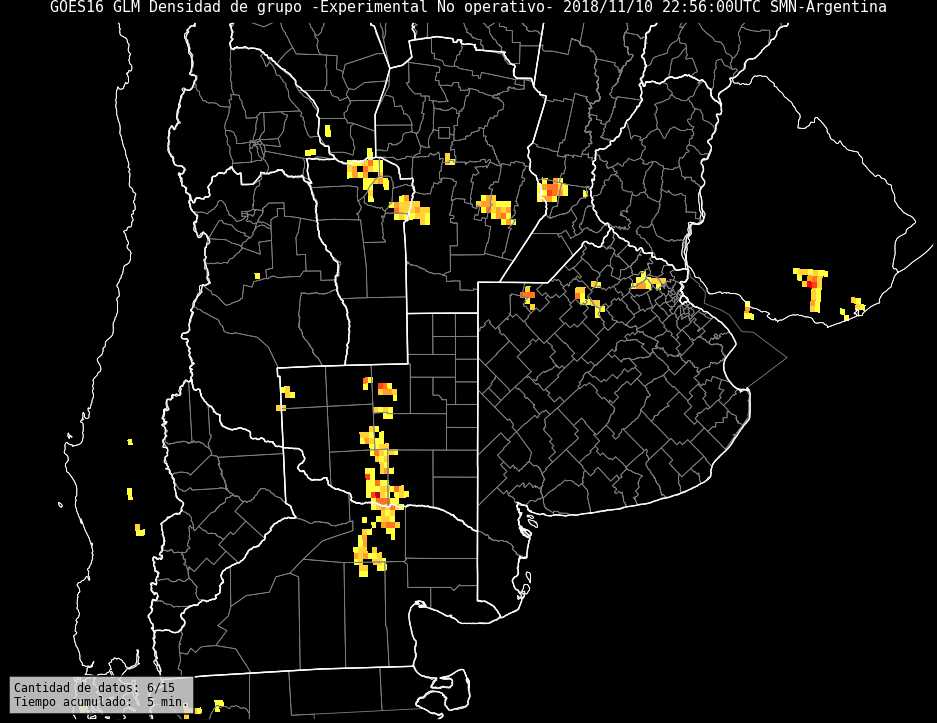 GOES16 GLM Densidad de grupo -Experimental No operativo- 2018/11/10 22:56:00UTC SMN-Argentina
Cantidad de datos: 6/15
Tiempo acumulado:  5 min.